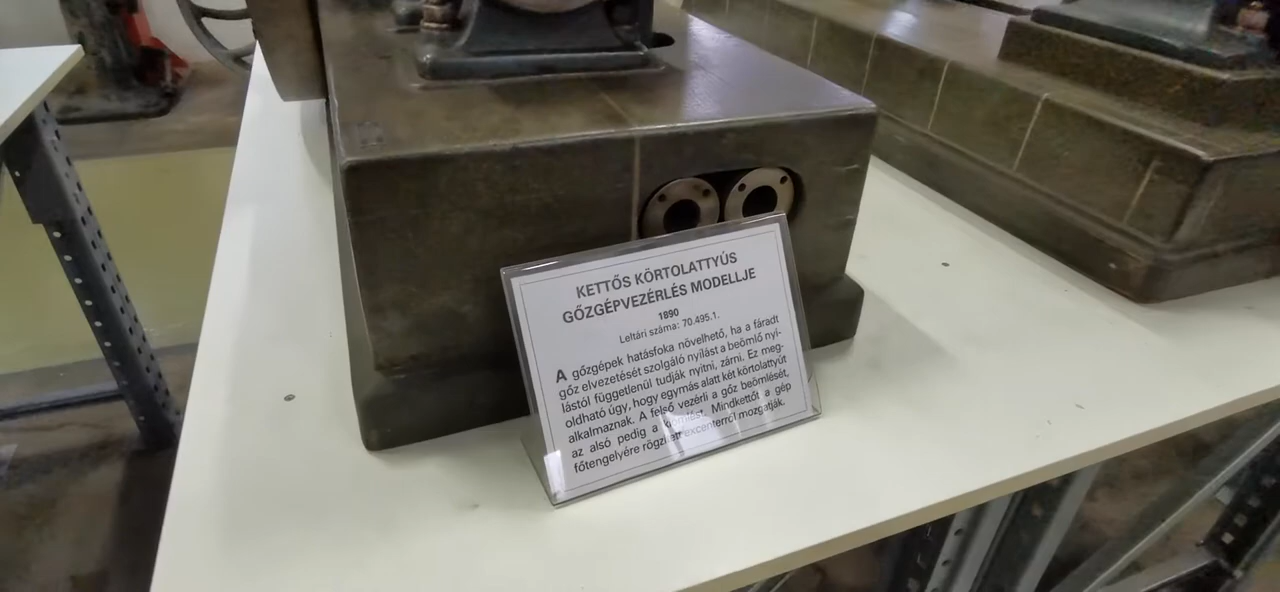 KETTŐS KÖRTOLATTYÚS
GŐZGÉPVEZÉRLÉS MODELLJE
1890
Leltári száma: 70.495.1.
A gőzgépek hatásfoka növelhető, ha a fáradt
gőz elvezetését szolgáló nyílást a beömlő nyí-
lástól függetlenül tudják nyitni, zárni. Ez meg-
oldható úgy, hogy egymás alatt két körtolattyút
alkalmaznak. A felső vezérli a gőz beömlését,
az alsó pedig a kiömlést. Mindkettőt a gép
főtengelyére rögzített excenterről mozgatják.